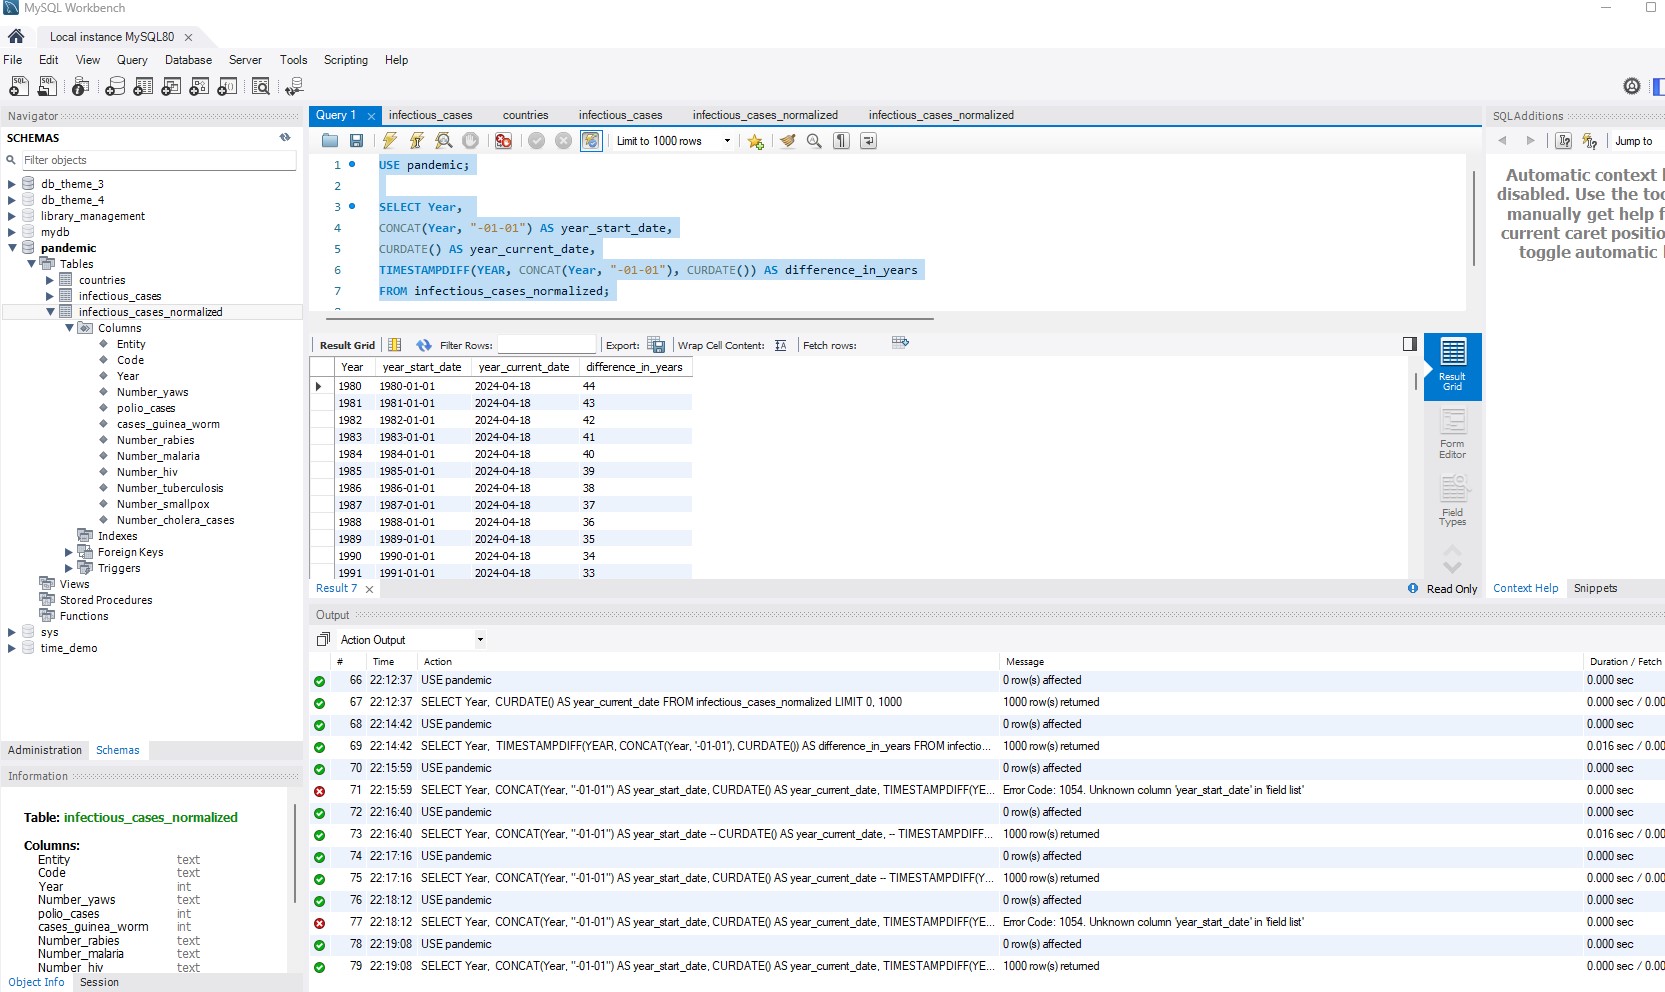 MySQL Workbench
Local instance MySQL80
File Edit View Query Database Server Tools Scripting Help
Navigator
SCHEMAS
Filter objects
db_theme_3
db_theme_4
library_management
mydb
pandemic
Tables
countries
infectious_cases
infectious_cases_normalized
Columns
Entity
Code
Year
Number_yaws
polio_cases
cases_guinea_worm
Number_rabies
Number_malaria
Number_hiv
Number_tuberculosis
Number_smallpox
Number_cholera_cases
Indexes
Foreign Keys
Triggers
Views
Stored Procedures
Functions
sys
time_demo
Administration Schemas
Information
Table: infectious_cases_normalized
Columns:
Entity text
Code text
Year int
Number_yaws text
polio_cases int
cases_guinea_worm int
Number_rabies text
Number_malaria text
Number_hiv text
Object Info Session
Query 1 infectious_cases countries infectious_cases infectious_cases_normalized infectious_cases_normalized
Limit to 1000 rows
1 USE pandemic;
2
3 SELECT Year,
4 CONCAT(Year, "-01-01") AS year_start_date,
5 CURDATE() AS year_current_date,
6 TIMESTAMPDIFF(YEAR, CONCAT(Year, "-01-01"), CURDATE()) AS difference_in_years
7 FROM infectious_cases_normalized;
Result Grid Filter Rows: Export: Wrap Cell Content: Fetch rows:
Year year_start_date year_current_date difference_in_years
1980 1980-01-01 2024-04-18 44
1981 1981-01-01 2024-04-18 43
1982 1982-01-01 2024-04-18 42
1983 1983-01-01 2024-04-18 41
1984 1984-01-01 2024-04-18 40
1985 1985-01-01 2024-04-18 39
1986 1986-01-01 2024-04-18 38
1987 1987-01-01 2024-04-18 37
1988 1988-01-01 2024-04-18 36
1989 1989-01-01 2024-04-18 35
1990 1990-01-01 2024-04-18 34
1991 1991-01-01 2024-04-18 33
Result Grid
Form Editor
Field Types
Result 7
Read Only
SQLAdditions
Jump to
Automatic context
disabled. Use the too
manually get help f
current caret positio
toggle automatic
Context Help Snippets
Output
Action Output
# Time Action Message Duration / Fetch
66 22:12:37 USE pandemic 0 row(s) affected 0.000 sec
67 22:12:37 SELECT Year, CURDATE() AS year_current_date FROM infectious_cases_normalized LIMIT 0, 1000 1000 row(s) returned 0.000 sec / 0.00
68 22:14:42 USE pandemic 0 row(s) affected 0.000 sec
69 22:14:42 SELECT Year, TIMESTAMPDIFF(YEAR, CONCAT(Year, '-01-01'), CURDATE()) AS difference_in_years FROM infectio... 1000 row(s) returned 0.016 sec / 0.00
70 22:15:59 USE pandemic 0 row(s) affected 0.000 sec
71 22:15:59 SELECT Year, CONCAT(Year, "-01-01") AS year_start_date, CURDATE() AS year_current_date, TIMESTAMPDIFF(YE... Error Code: 1054. Unknown column 'year_start_date' in 'field list' 0.000 sec
72 22:16:40 USE pandemic 0 row(s) affected 0.000 sec
73 22:16:40 SELECT Year, CONCAT(Year, "-01-01") AS year_start_date -- CURDATE() AS year_current_date, -- TIMESTAMPDIFF... 1000 row(s) returned 0.016 sec / 0.00
74 22:17:16 USE pandemic 0 row(s) affected 0.000 sec
75 22:17:16 SELECT Year, CONCAT(Year, "-01-01") AS year_start_date, CURDATE() AS year_current_date -- TIMESTAMPDIFF(Y... 1000 row(s) returned 0.000 sec / 0.00
76 22:18:12 USE pandemic 0 row(s) affected 0.000 sec
77 22:18:12 SELECT Year, CONCAT(Year, "-01-01") AS year_start_date, CURDATE() AS year_current_date, TIMESTAMPDIFF(YE... Error Code: 1054. Unknown column 'year_start_date' in 'field list' 0.000 sec
78 22:19:08 USE pandemic 0 row(s) affected 0.000 sec
79 22:19:08 SELECT Year, CONCAT(Year, "-01-01") AS year_start_date, CURDATE() AS year_current_date, TIMESTAMPDIFF(YE... 1000 row(s) returned 0.000 sec / 0.00